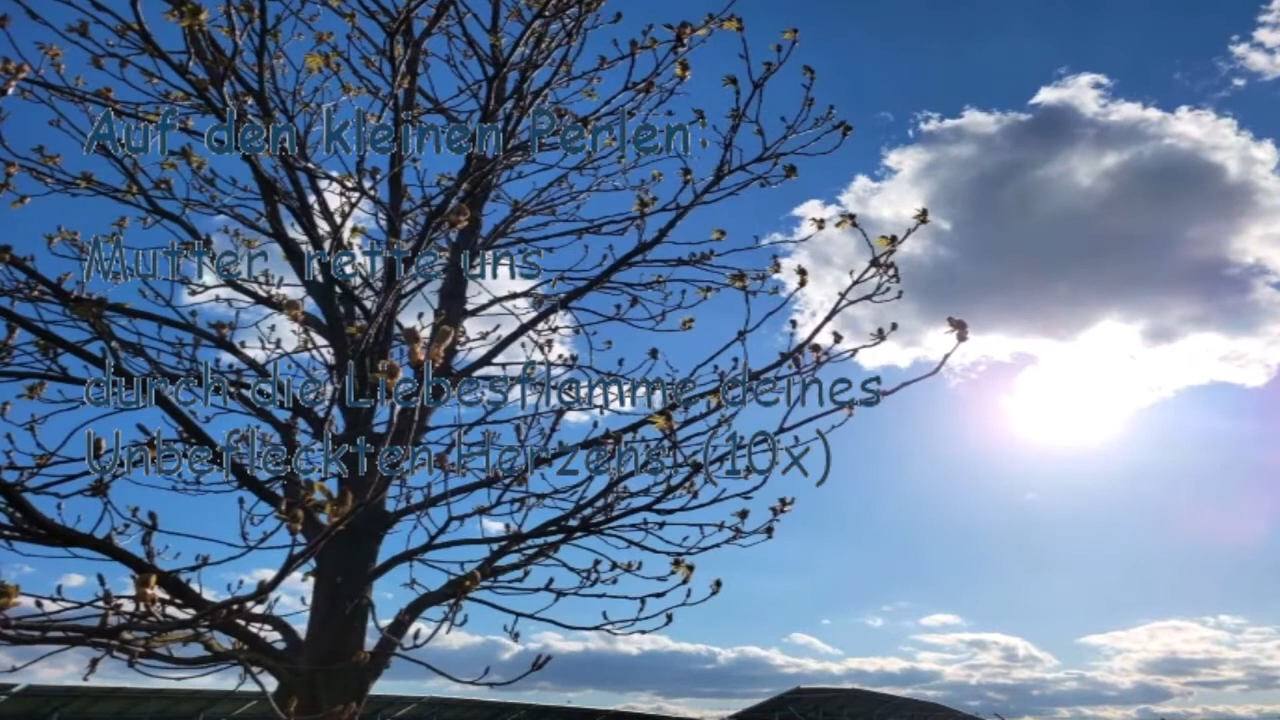 Auf den kleinen Perlen:
Mutter, rette uns
durch die Liebesflamme deines
Unbefleckten Herzens. (10x)